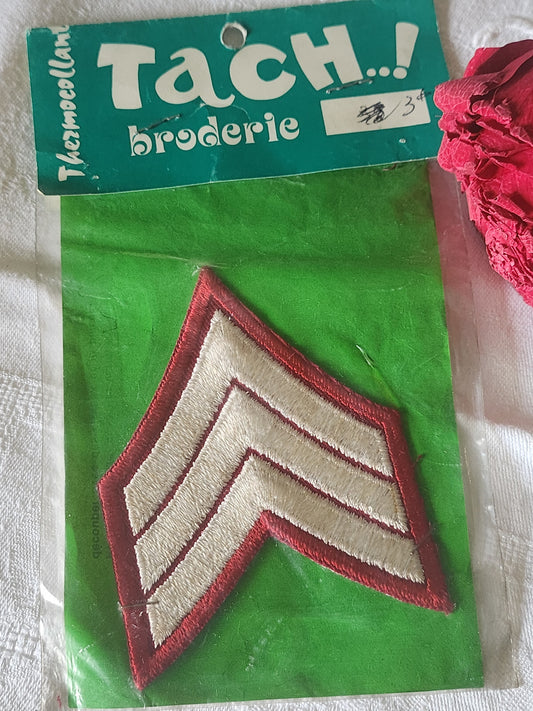 Thermocollant
TacH..!
broderie
3